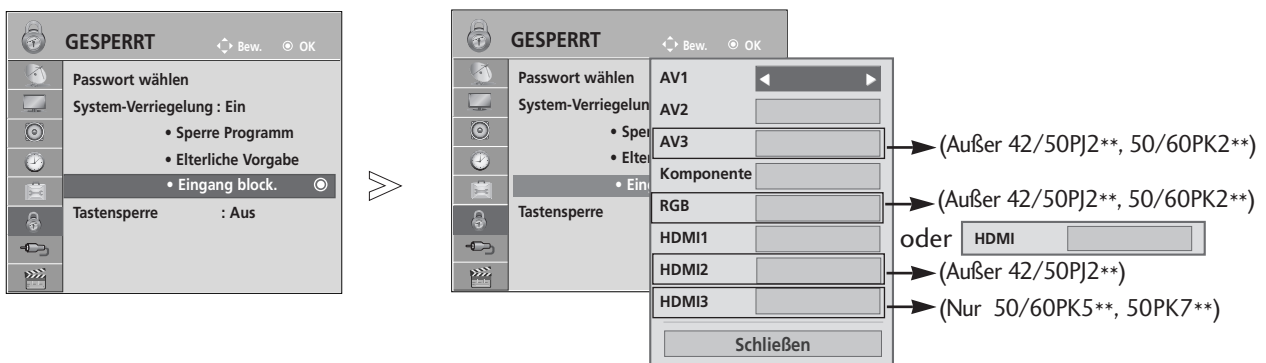 GESPERRT
Bew. OK
Passwort wählen
System-Verriegelung : Ein
• Sperre Programm
• Elterliche Vorgabe
• Eingang block.
Tastensperre : Aus
GESPERRT
Bew. OK
Passwort wählen
System-Verriegelun
• Sper
• Elte
• Ein
Tastensperre
AV1
AV2
AV3
(Außer 42/50PJ2**, 50/60PK2**)
Komponente
RGB
(Außer 42/50PJ2**, 50/60PK2**)
HDMI1
oder HDMI
HDMI2
(Außer 42/50PJ2**)
HDMI3
(Nur 50/60PK5**, 50PK7**)
Schließen